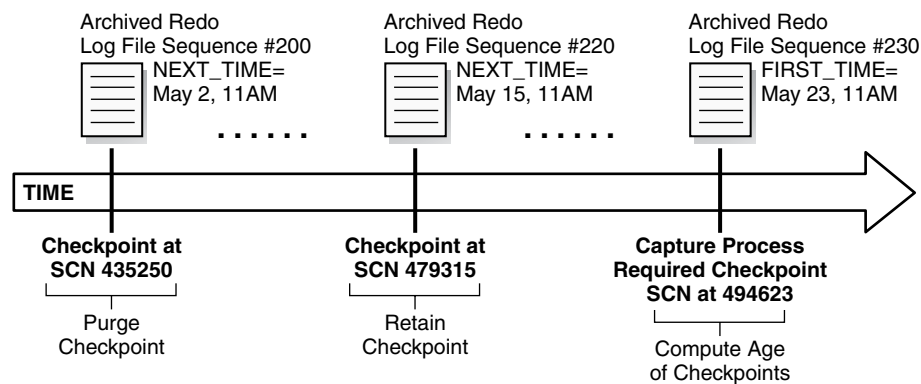 Archived Redo
Log File Sequence #200
NEXT_TIME=
May 2, 11AM
Archived Redo
Log File Sequence #220
NEXT_TIME=
May 15, 11AM
Archived Redo
Log File Sequence #230
FIRST_TIME=
May 23, 11AM
TIME
Checkpoint at
SCN 435250
Purge
Checkpoint
Checkpoint at
SCN 479315
Retain
Checkpoint
Capture Process
Required Checkpoint
SCN at 494623
Compute Age
of Checkpoints